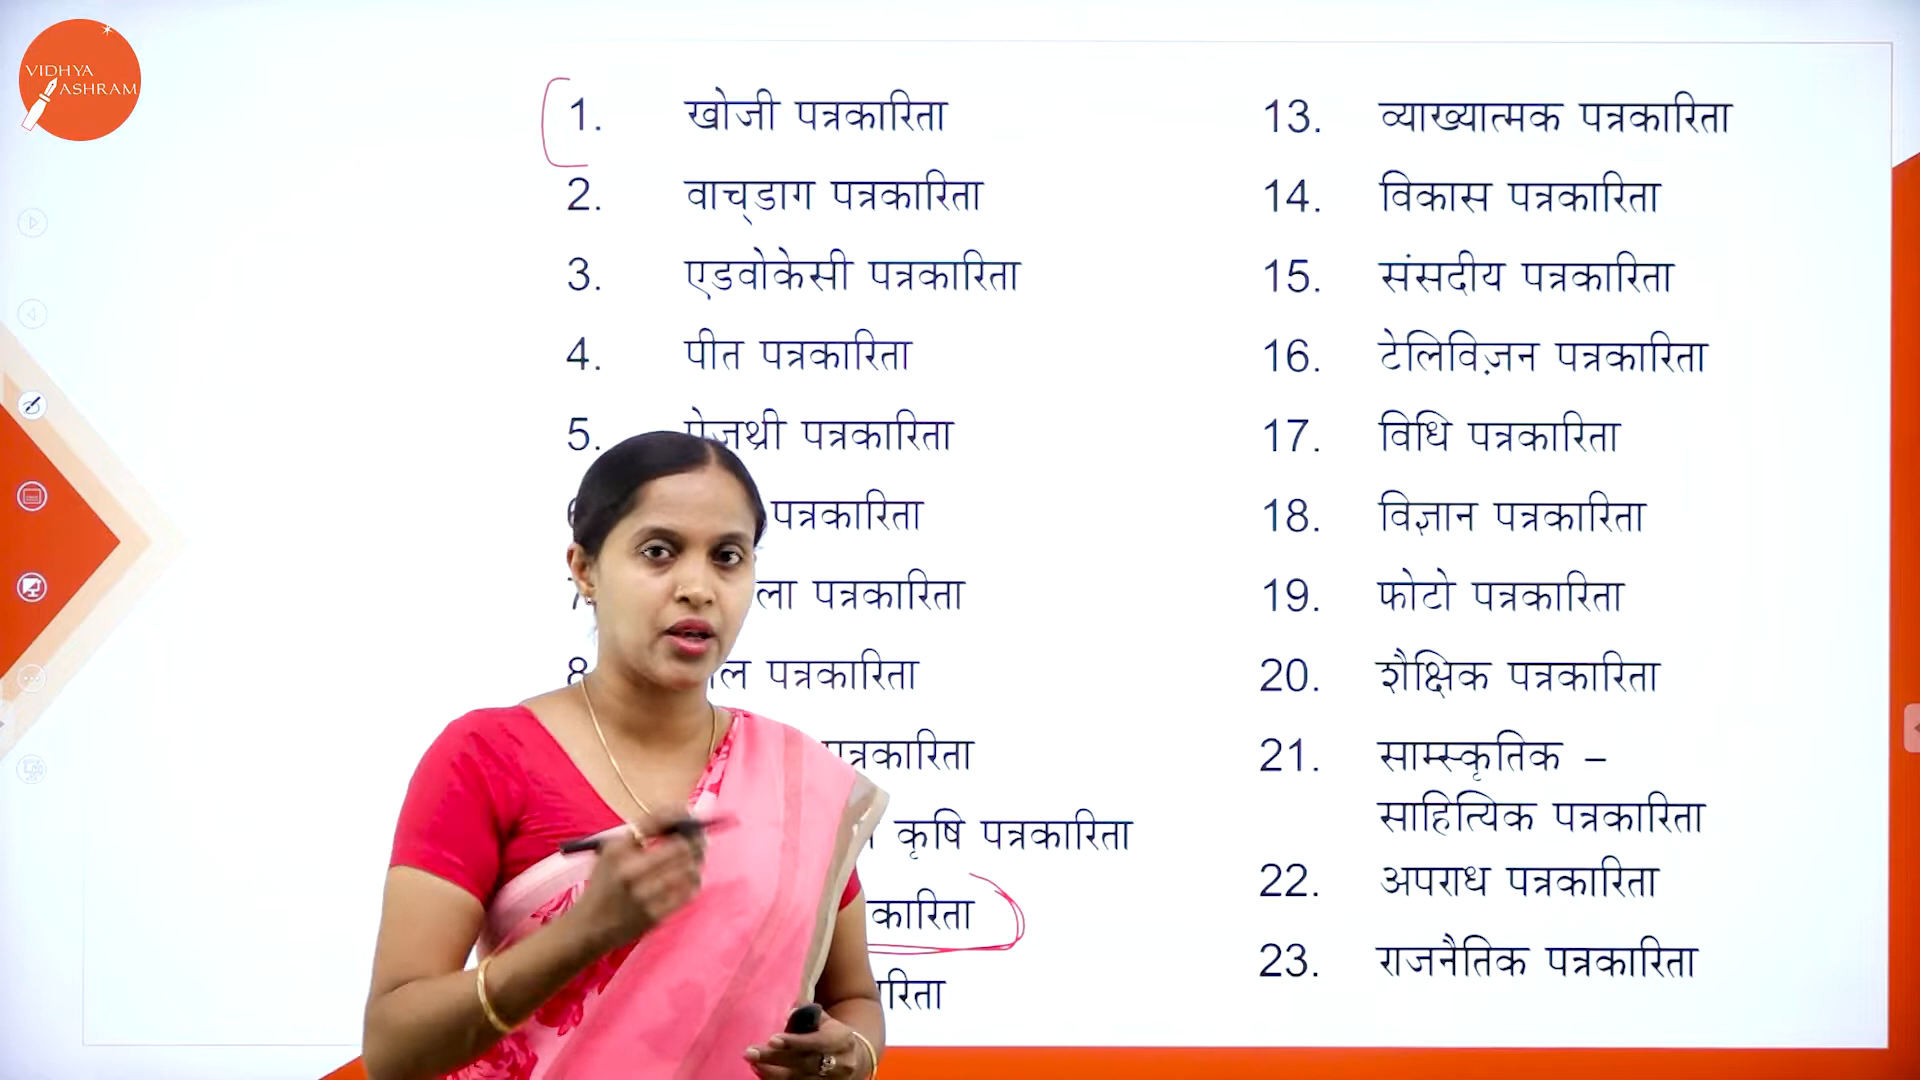 VIDHYA
ASHRAM
1. खोजी पत्रकारिता
2. वाच्‌डाग पत्रकारिता
3. एडवोकेसी पत्रकारिता
4. पीत पत्रकारिता
5. पेजथ्री पत्रकारिता
पत्रकारिता
पत्रकारिता
8. पत्रकारिता
पत्रकारिता
कृषि पत्रकारिता
13. व्याख्यात्मक पत्रकारिता
14. विकास पत्रकारिता
15. संसदीय पत्रकारिता
16. टेलिविज़न पत्रकारिता
17. विधि पत्रकारिता
18. विज्ञान पत्रकारिता
19. फोटो पत्रकारिता
20. शैक्षिक पत्रकारिता
21. साम्स्कृतिक –
साहित्यिक पत्रकारिता
22. अपराध पत्रकारिता
23. राजनैतिक पत्रकारिता